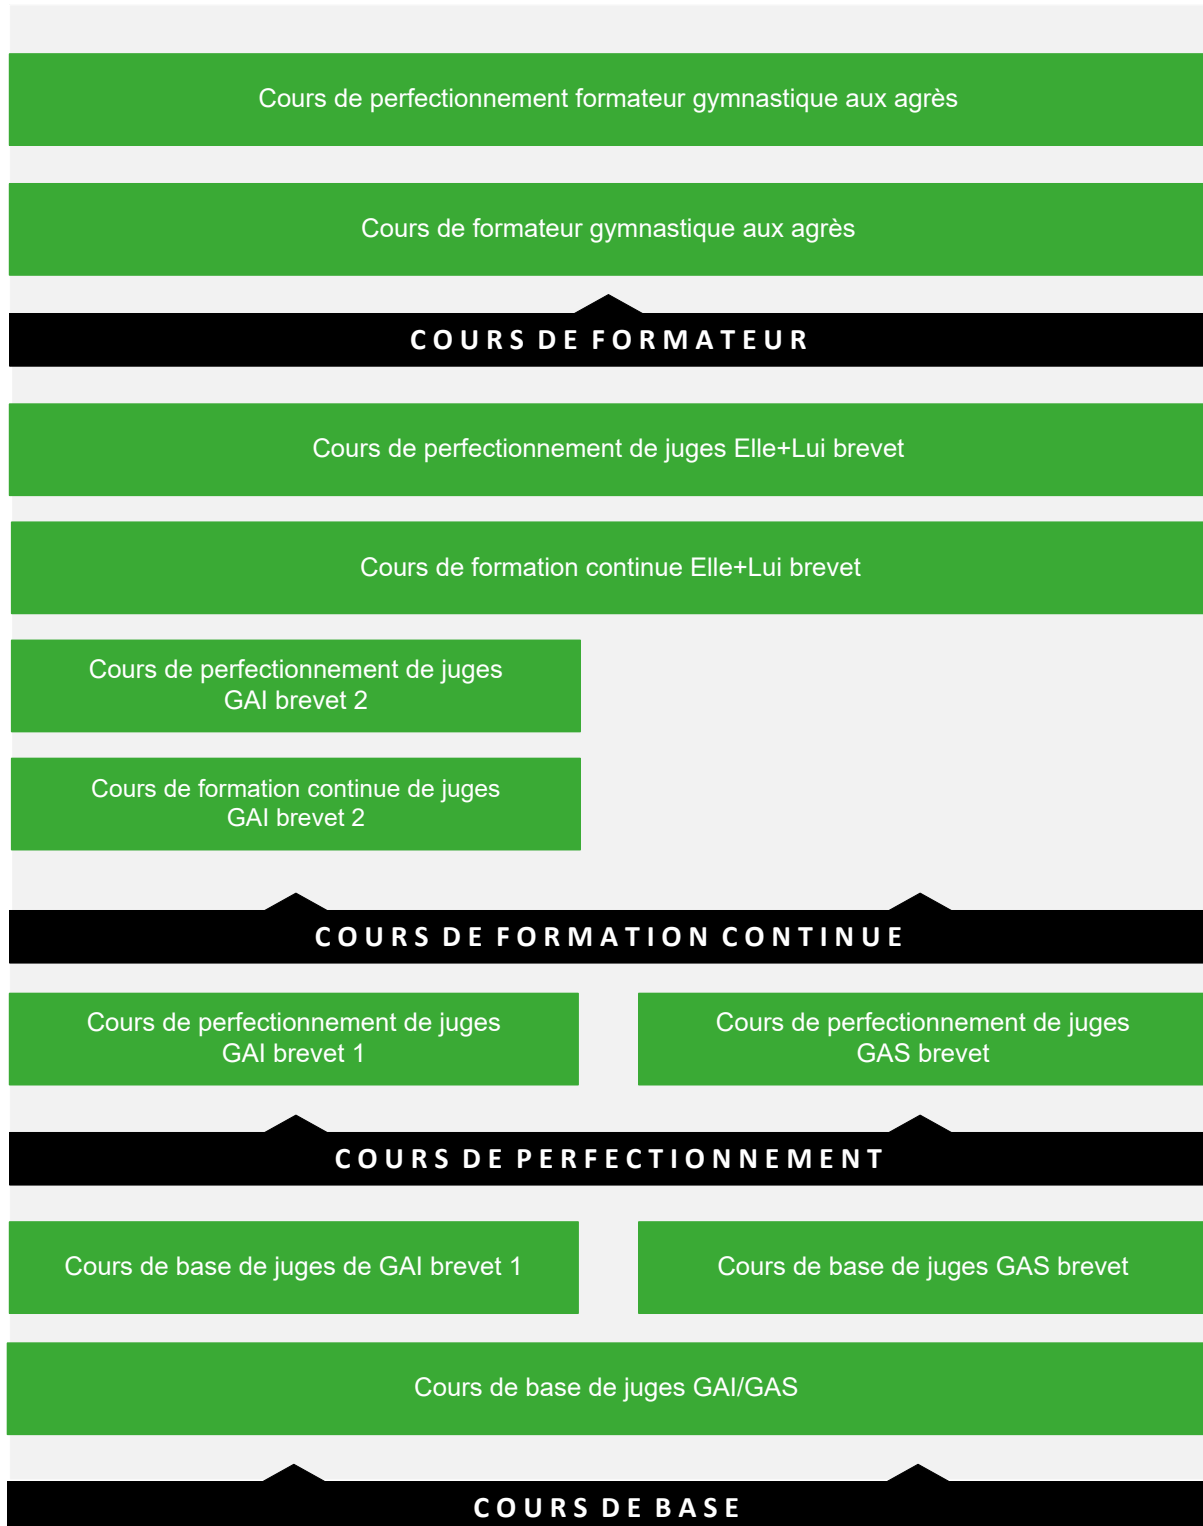 Cours de perfectionnement formateur gymnastique aux agrès
Cours de formateur gymnastique aux agrès
COURS DE FORMATEUR
Cours de perfectionnement de juges Elle+Lui brevet
Cours de formation continue Elle+Lui brevet
Cours de perfectionnement de juges
GAI brevet 2
Cours de formation continue de juges
GAI brevet 2
COURS DE FORMATION CONTINUE
Cours de perfectionnement de juges
GAI brevet 1
Cours de perfectionnement de juges
GAS brevet
COURS DE PERFECTIONNEMENT
Cours de base de juges de GAI brevet 1
Cours de base de juges GAS brevet
Cours de base de juges GAI/GAS
COURS DE BASE